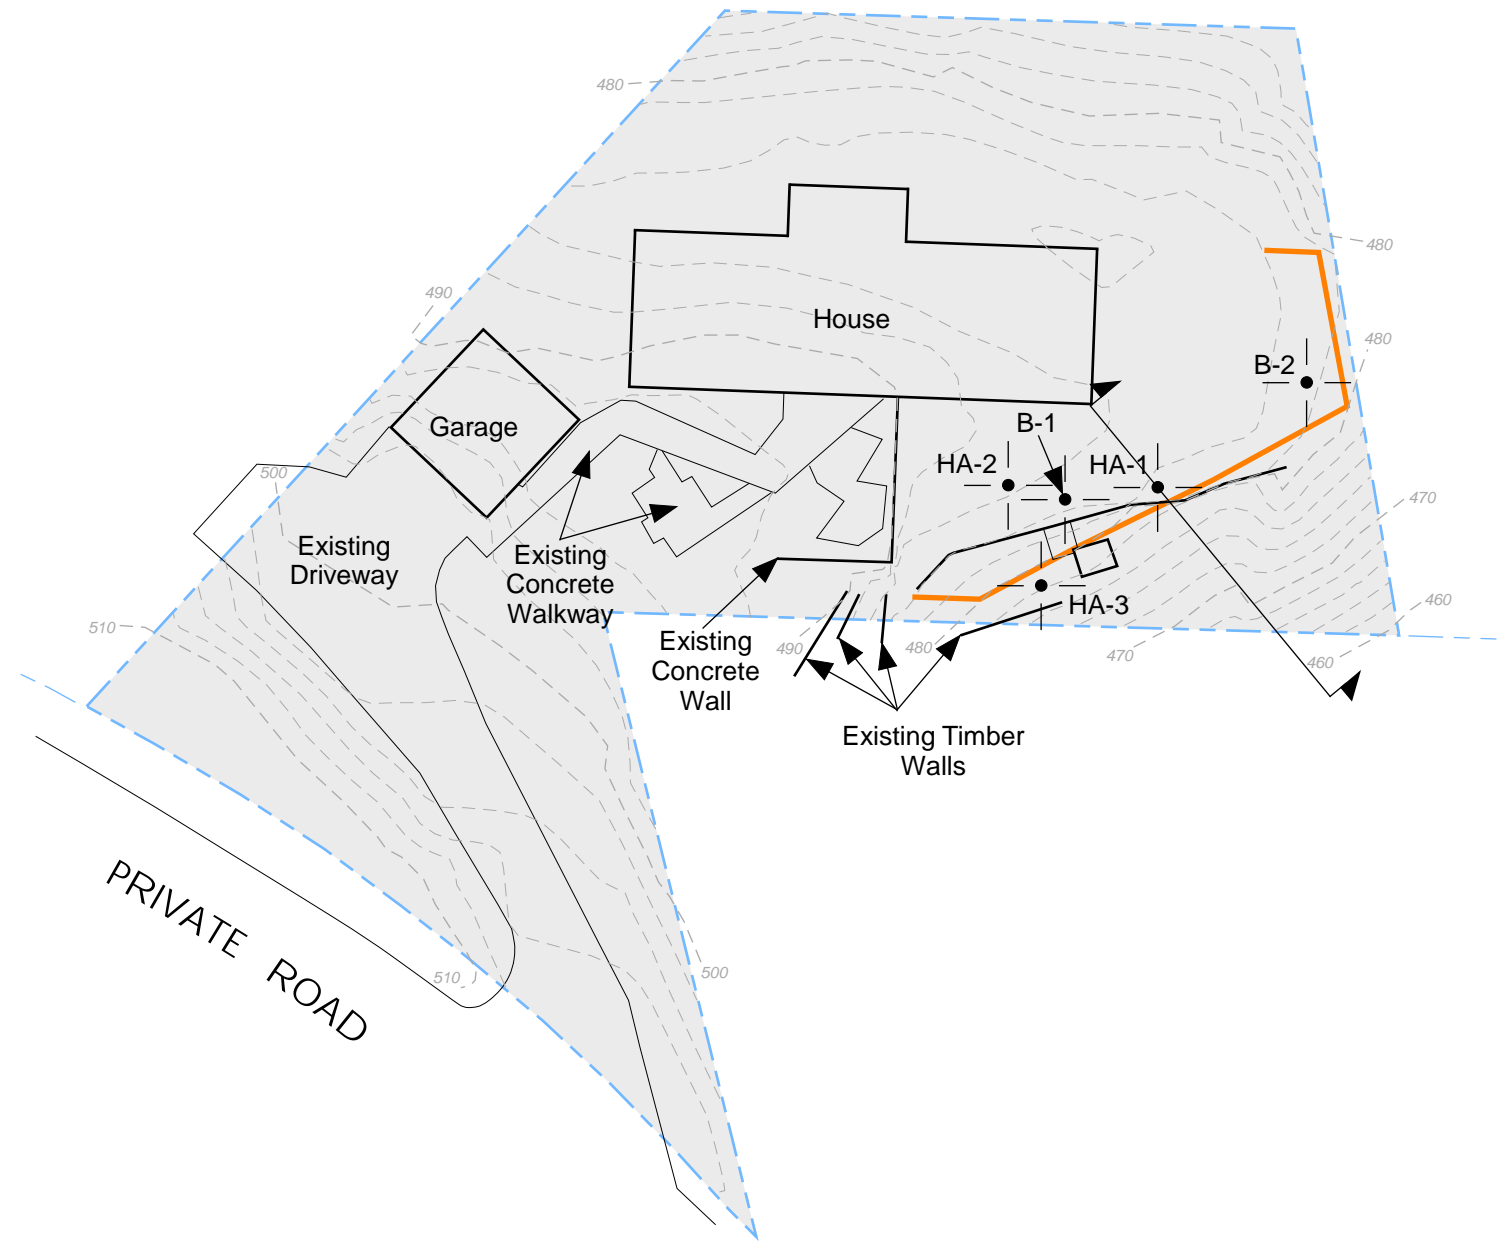 480
490
480
House
480
B-2
Garage
B-1
HA-2
HA-1
500
470
Existing
Driveway
Existing
Concrete
Walkway
HA-3
460
510
Existing
Concrete
Wall
490
480
470
460
Existing Timber
Walls
PRIVATE ROAD
510
500